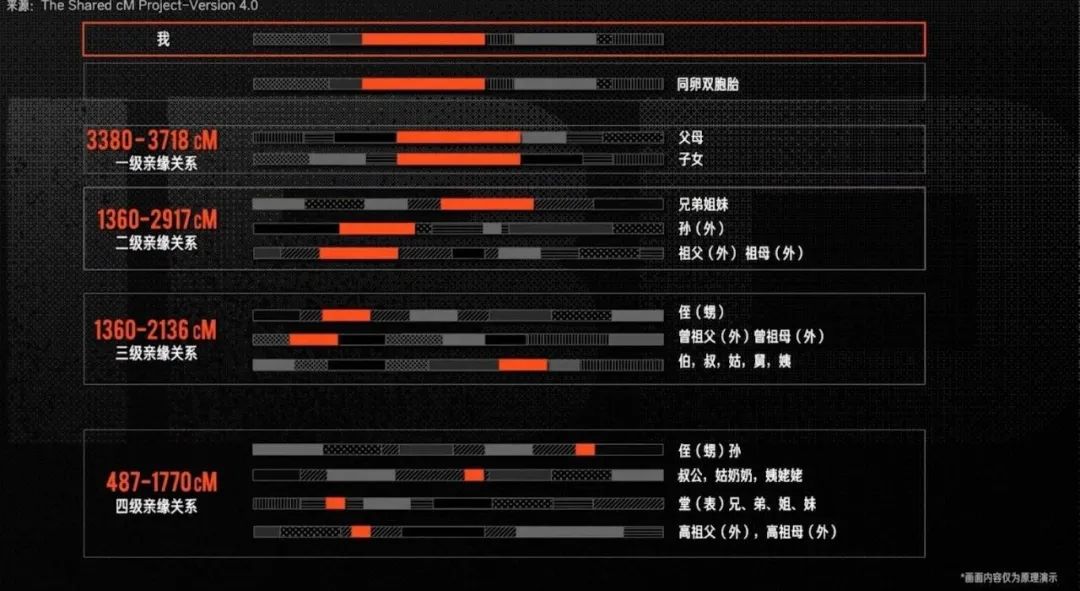 来源：The Shared cM Project-Version 4.0
我
同卵双胞胎
3380-3718 cM
一级亲缘关系
父母
子女
1360-2917 cM
二级亲缘关系
兄弟姐妹
孙（外）
祖父（外）祖母（外）
1360-2136 cM
三级亲缘关系
侄（甥）
曾祖父（外）曾祖母（外）
伯，叔，姑，舅，姨
487-1770 cM
四级亲缘关系
侄（甥）孙
叔公，姑奶奶，姨姥姥
堂（表）兄、弟、姐、妹
高祖父（外），高祖母（外）
*画面内容仅为原理演示